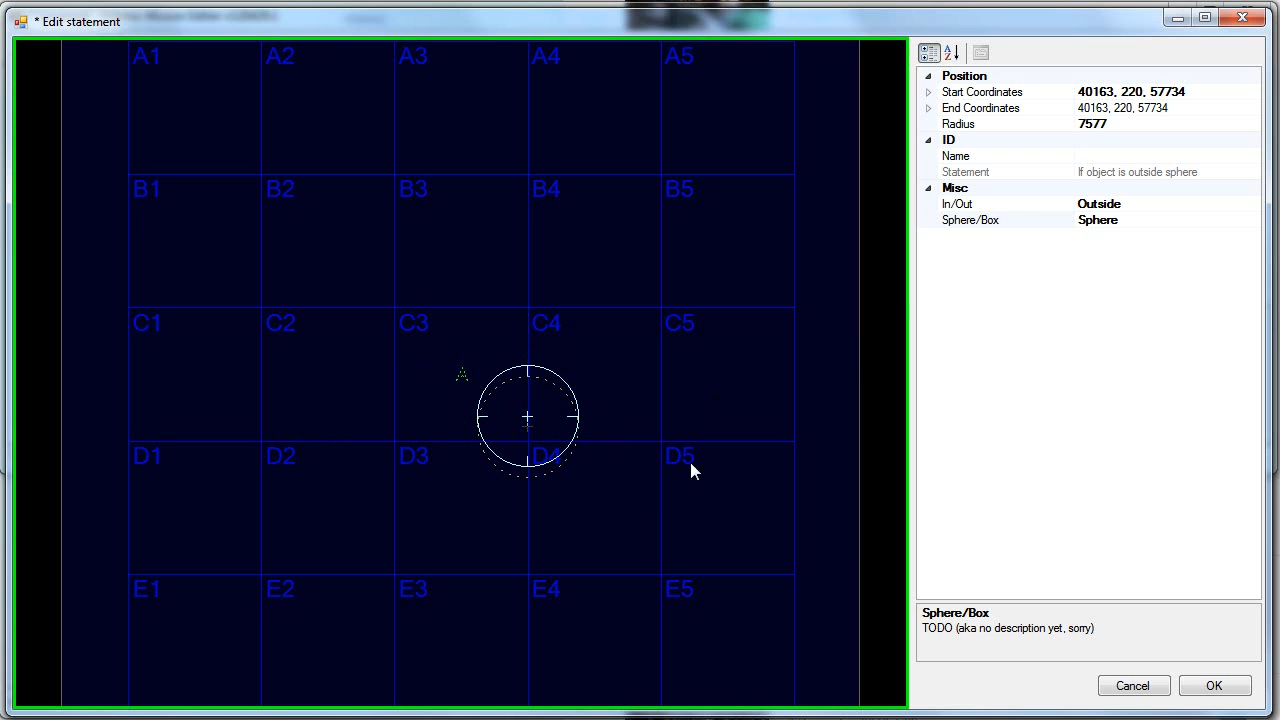 * Edit statement
A1 A2 A3 A4 A5
B1 B2 B3 B4 B5
C1 C2 C3 C4 C5
D1 D2 D3 D4 D5
E1 E2 E3 E4 E5
A
Z
Position
Start Coordinates 40163, 220, 57734
End Coordinates 40163, 220, 57734
Radius 7577
ID
Name
Statement If object is outside sphere
Misc
In/Out Outside
Sphere/Box Sphere
Sphere/Box
TODO (aka no description yet, sorry)
Cancel OK